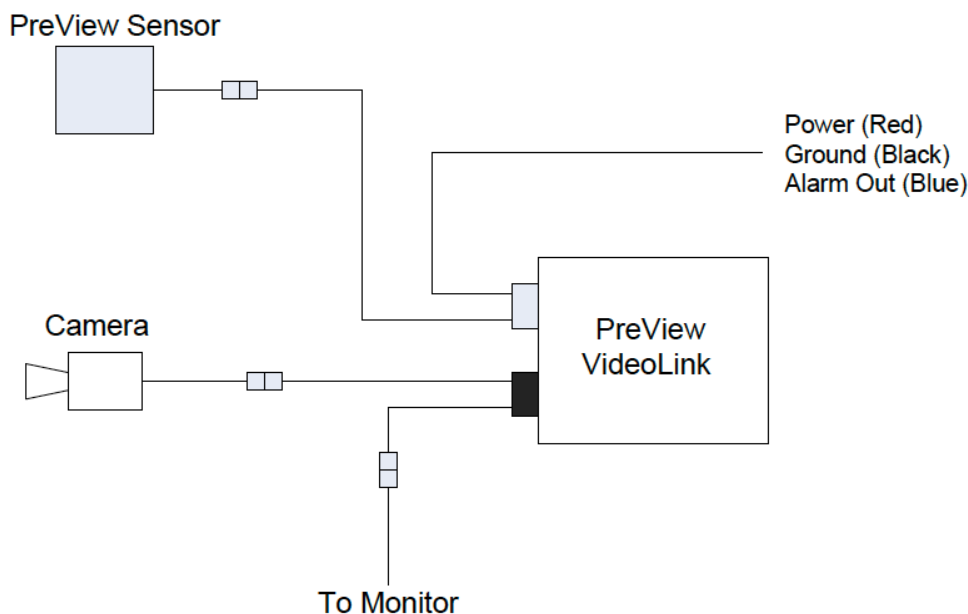 PreView Sensor
Power (Red)
Ground (Black)
Alarm Out (Blue)
Camera
PreView
VideoLink
To Monitor